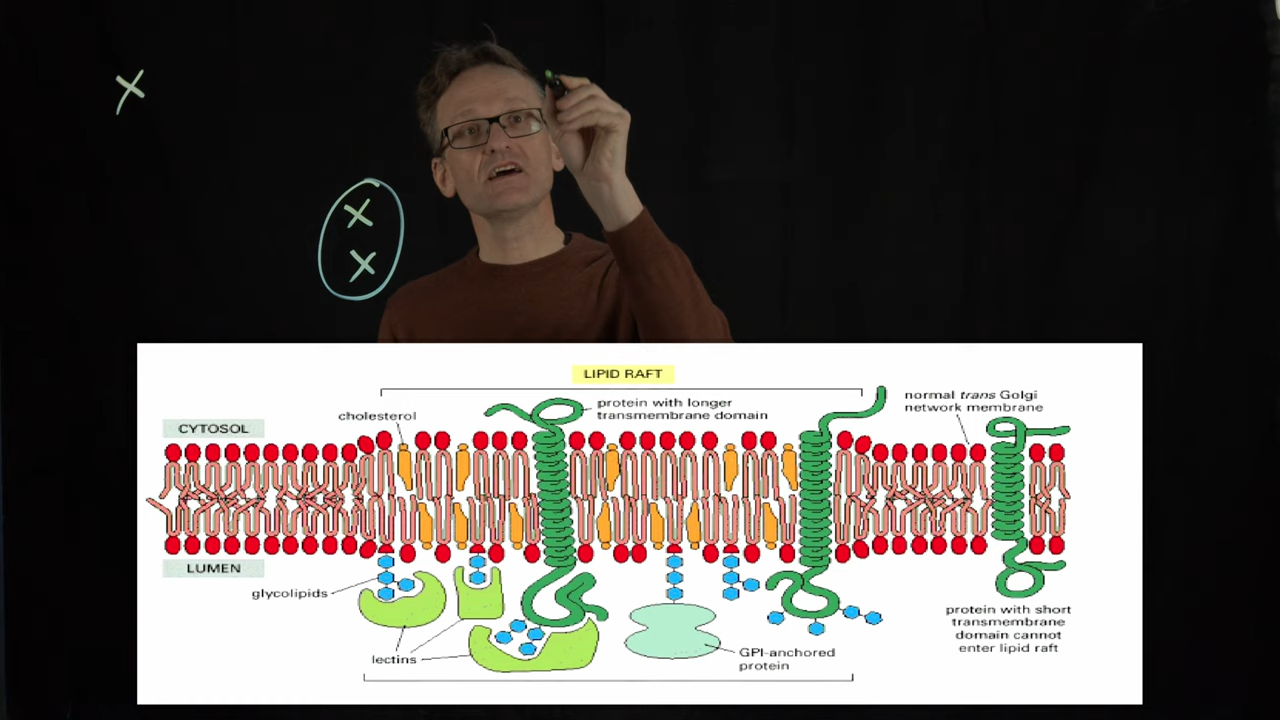 X
X
X
LIPID RAFT
cholesterol
protein with longer
transmembrane domain
normal trans Golgi
network membrane
CYTOSOL
LUMEN
glycolipids
lectins
GPI-anchored
protein
protein with short
transmembrane
domain cannot
enter lipid raft